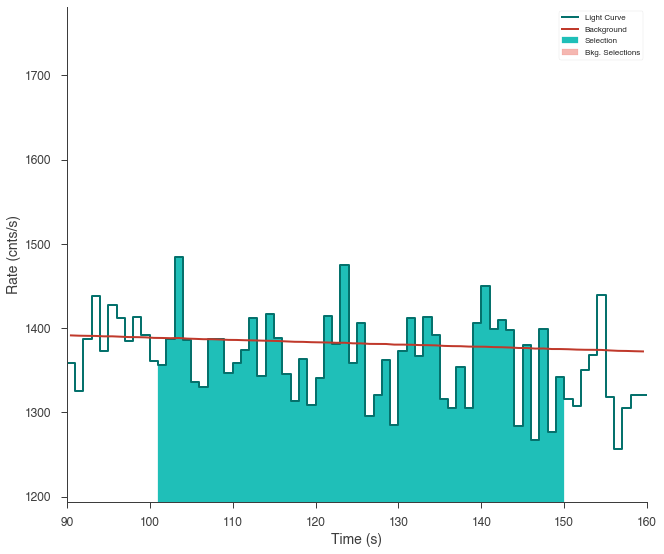 Light Curve
Background
Selection
Bkg. Selections
Rate (cnts/s)
1700
1600
1500
1400
1300
1200
90 100 110 120 130 140 150 160
Time (s)